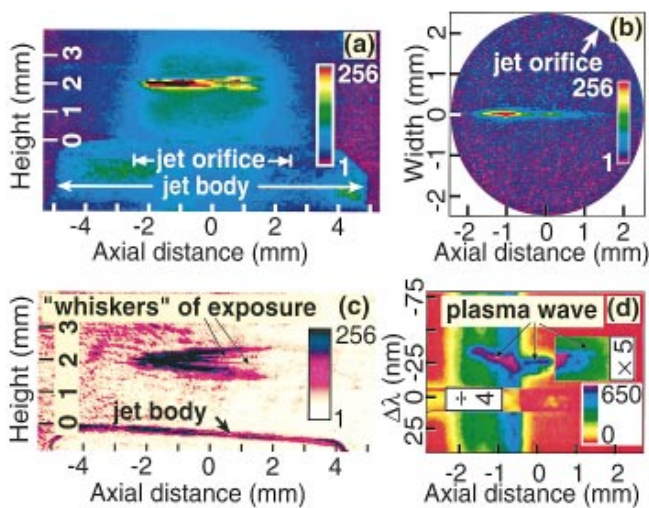 (a)
256
1
jet orifice
jet body
Height (mm)
0 1 2 3
-4 -2 0 2 4
Axial distance (mm)
(b)
jet orifice
256
1
Width (mm)
2
1
0
-1
-2
-2 -1 0 1 2
Axial distance (mm)
"whiskers" of exposure
(c)
256
1
jet body
Height (mm)
0 1 2 3
-4 -2 0 2 4
Axial distance (mm)
(d)
plasma wave
×5
÷
4
650
0
Δλ (nm)
-75
-50
-25
0
25
-2 -1 0 1 2
Axial distance (mm)